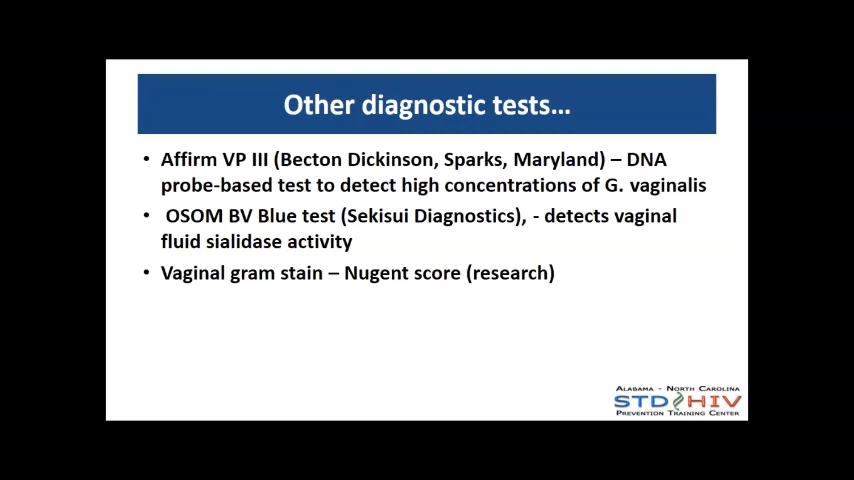 Other diagnostic tests...
• Affirm VP III (Becton Dickinson, Sparks, Maryland) – DNA
probe-based test to detect high concentrations of G. vaginalis
• OSOM BV Blue test (Sekisui Diagnostics), - detects vaginal
fluid sialidase activity
• Vaginal gram stain – Nugent score (research)
Alabama - North Carolina
STD HIV
Prevention Training Center